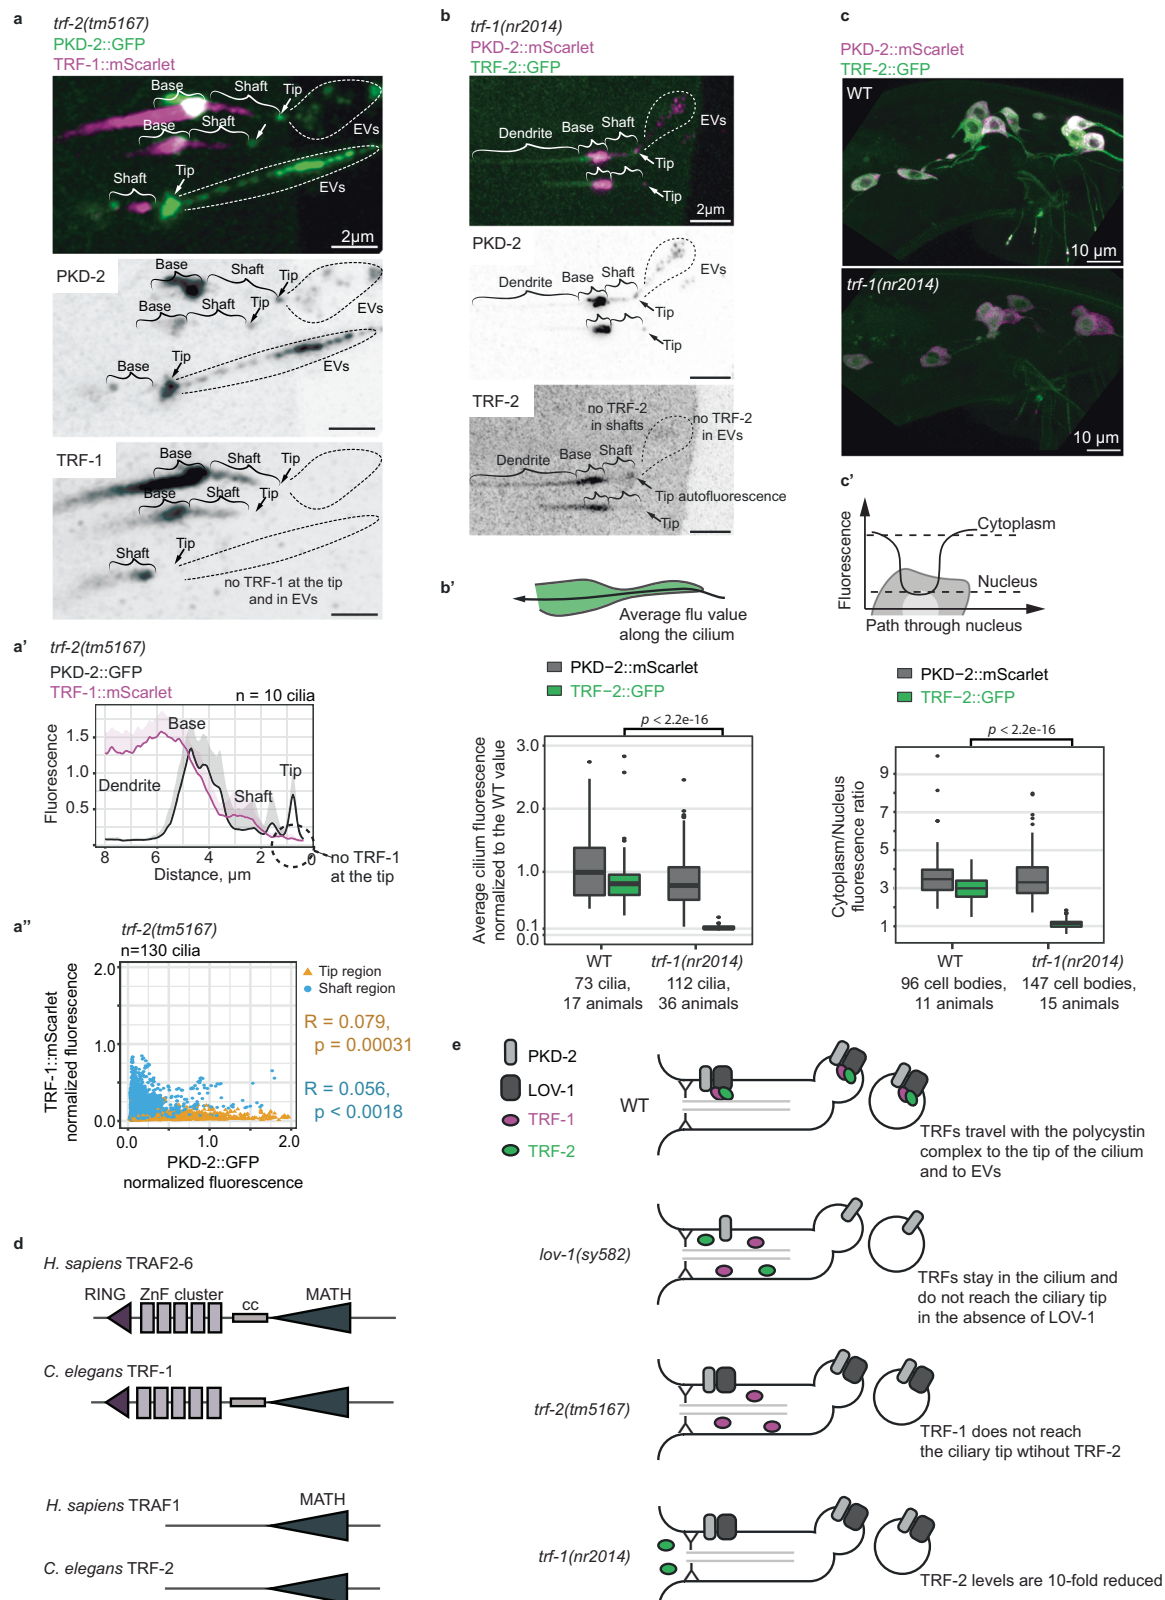 a
trf-2(tm5167)
PKD-2::GFP
TRF-1::mScarlet
Base
Shaft
Tip
Base
Shaft
EVs
Shaft
Tip
EVs
2µm
PKD-2
Base
Shaft
Tip
Base
Shaft
Tip
EVs
Base
Tip
EVs
TRF-1
Base
Shaft
Tip
Base
Shaft
Tip
Shaft
Tip
no TRF-1 at the tip
and in EVs
a'
trf-2(tm5167)
PKD-2::GFP
TRF-1::mScarlet
n = 10 cilia
Fluorescence
1.5
1.0
0.5
Base
Dendrite
Shaft
Tip
8
6
4
2
0
Distance, µm
no TRF-1
at the tip
a''
trf-2(tm5167)
n=130 cilia
TRF-1::mScarlet
normalized fluorescence
2.0
1.0
0.0
0.0
1.0
2.0
PKD-2::GFP
normalized fluorescence
Tip region
Shaft region
R = 0.079,
p = 0.00031
R = 0.056,
p < 0.0018
b
trf-1(nr2014)
PKD-2::mScarlet
TRF-2::GFP
Dendrite
Base
Shaft
EVs
Tip
Tip
2µm
PKD-2
Dendrite
Base
Shaft
EVs
Tip
Tip
TRF-2
no TRF-2
in shafts
no TRF-2
in EVs
Dendrite
Base
Shaft
Tip autofluorescence
Tip
b'
Average flu value
along the cilium
PKD−2::mScarlet
TRF−2::GFP
p < 2.2e-16
Average cilium fluorescence
normalized to the WT value
3.0
2.0
1.0
0.1
0.0
WT
73 cilia,
17 animals
trf-1(nr2014)
112 cilia,
36 animals
c
PKD-2::mScarlet
TRF-2::GFP
WT
10 µm
trf-1(nr2014)
10 µm
c'
Fluorescence
Cytoplasm
Nucleus
Path through nucleus
PKD−2::mScarlet
TRF−2::GFP
p < 2.2e-16
Cytoplasm/Nucleus
fluorescence ratio
9
7
5
3
1
WT
96 cell bodies,
11 animals
trf-1(nr2014)
147 cell bodies,
15 animals
d
H. sapiens TRAF2-6
RING
ZnF cluster
cc
MATH
C. elegans TRF-1
H. sapiens TRAF1
MATH
C. elegans TRF-2
e
PKD-2
LOV-1
TRF-1
TRF-2
WT
TRFs travel with the polycystin
complex to the tip of the cilium
and to EVs
lov-1(sy582)
TRFs stay in the cilium and
do not reach the ciliary tip
in the absence of LOV-1
trf-2(tm5167)
TRF-1 does not reach
the ciliary tip wtihout TRF-2
trf-1(nr2014)
TRF-2 levels are 10-fold reduced